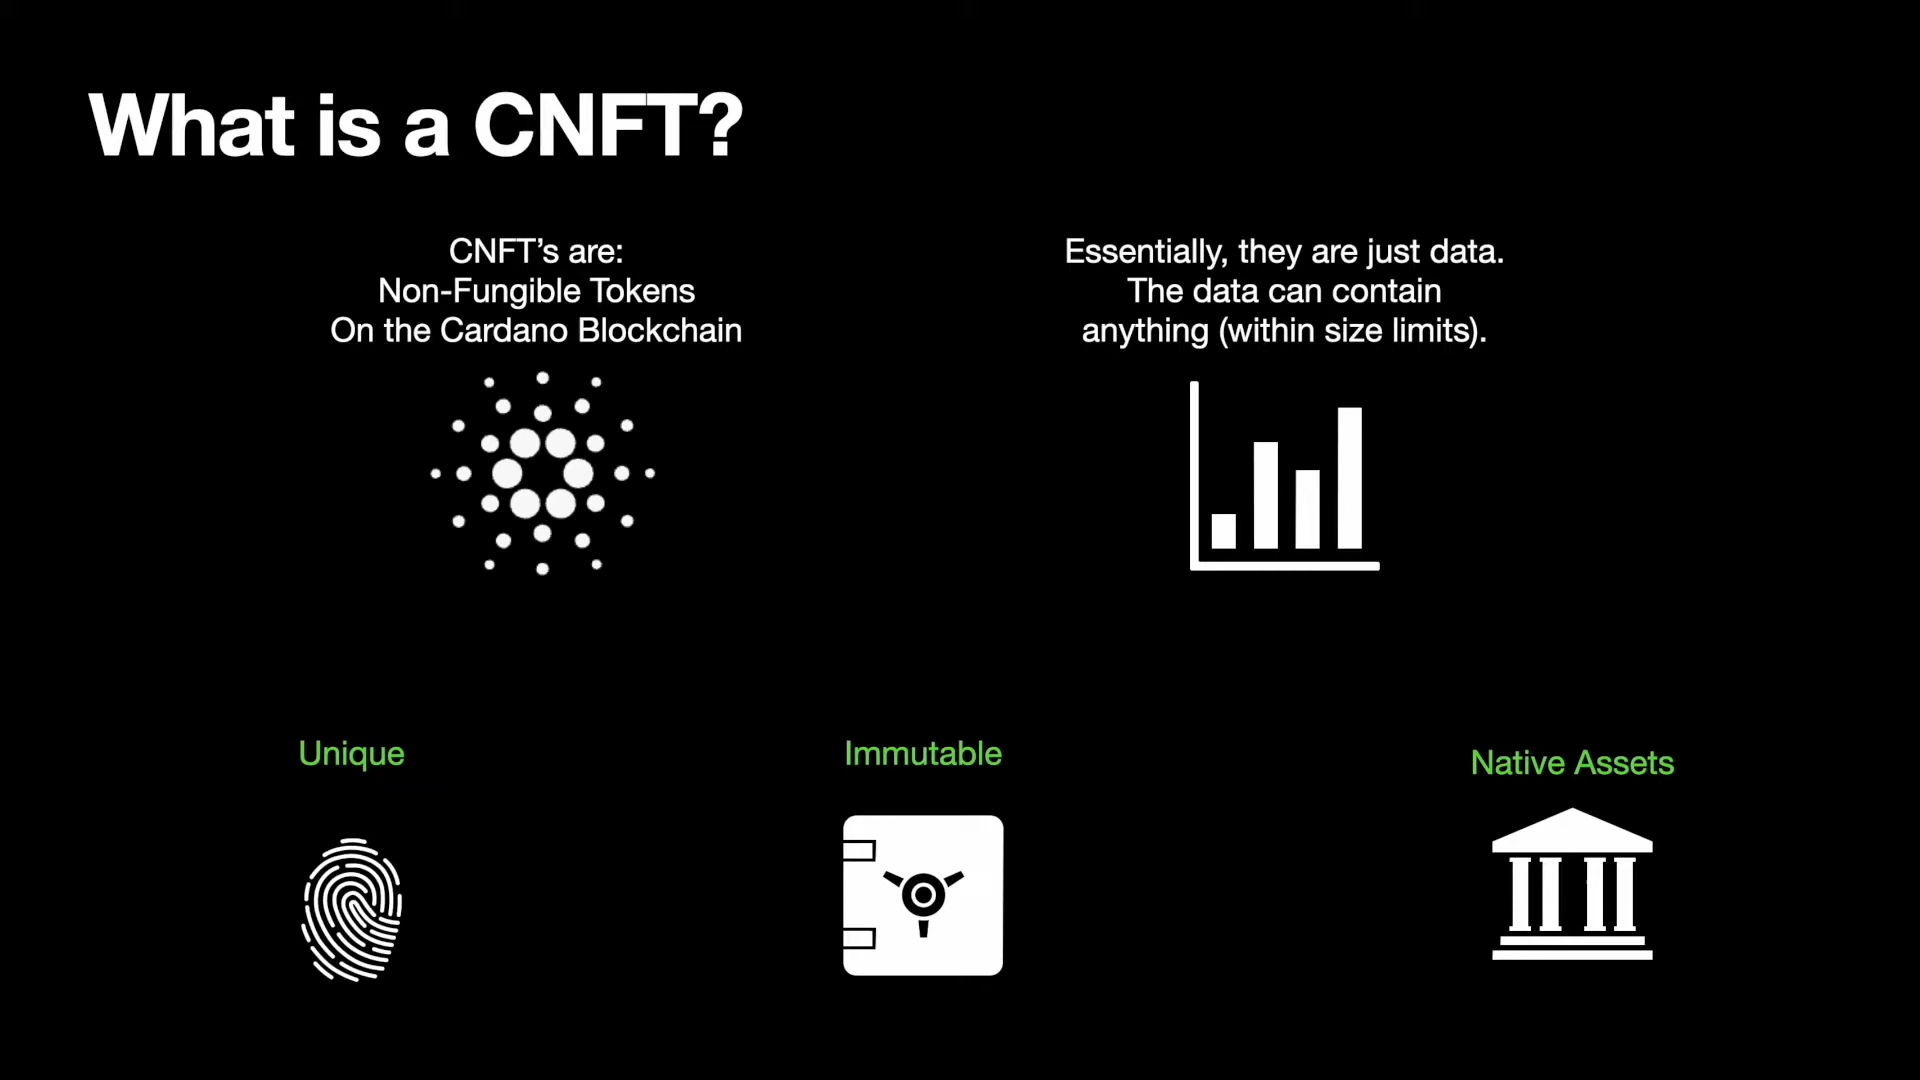 What is a CNFT?
CNFT’s are:
Non-Fungible Tokens
On the Cardano Blockchain
Essentially, they are just data.
The data can contain
anything (within size limits).
Unique
Immutable
Native Assets